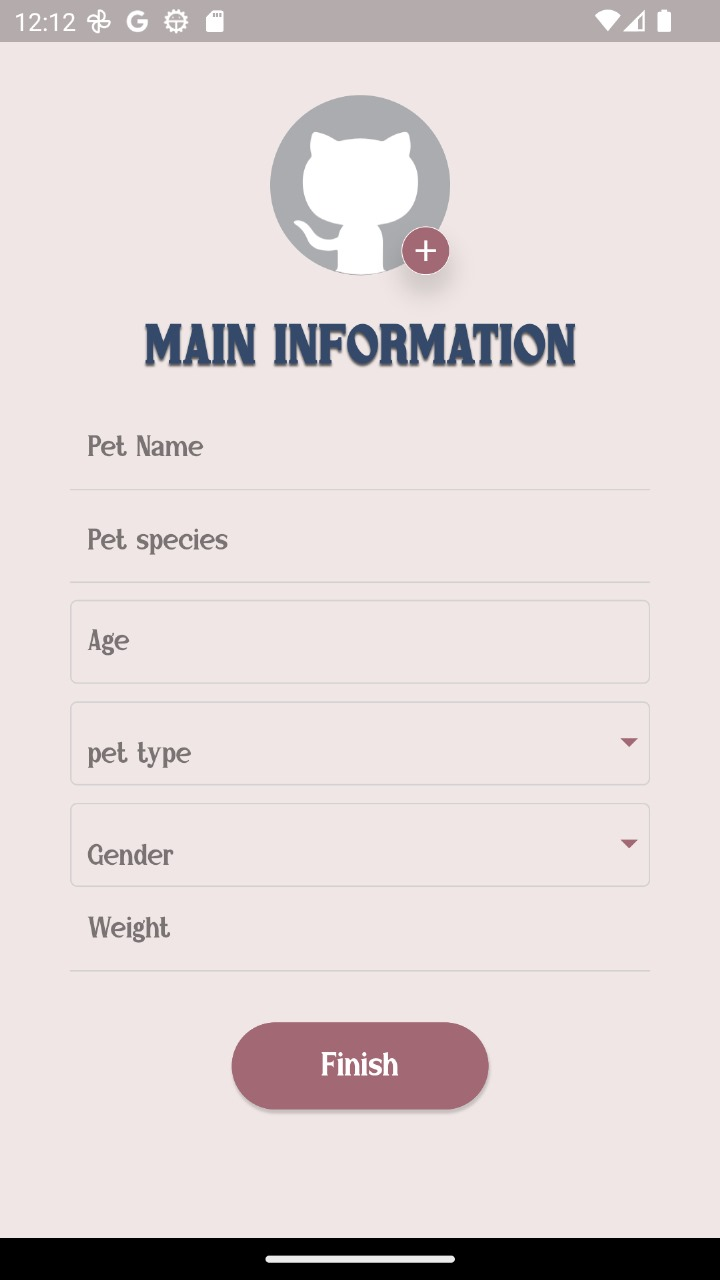 12:12
MAIN INFORMATION
Pet Name
Pet species
Age
pet type
Gender
Weight
Finish